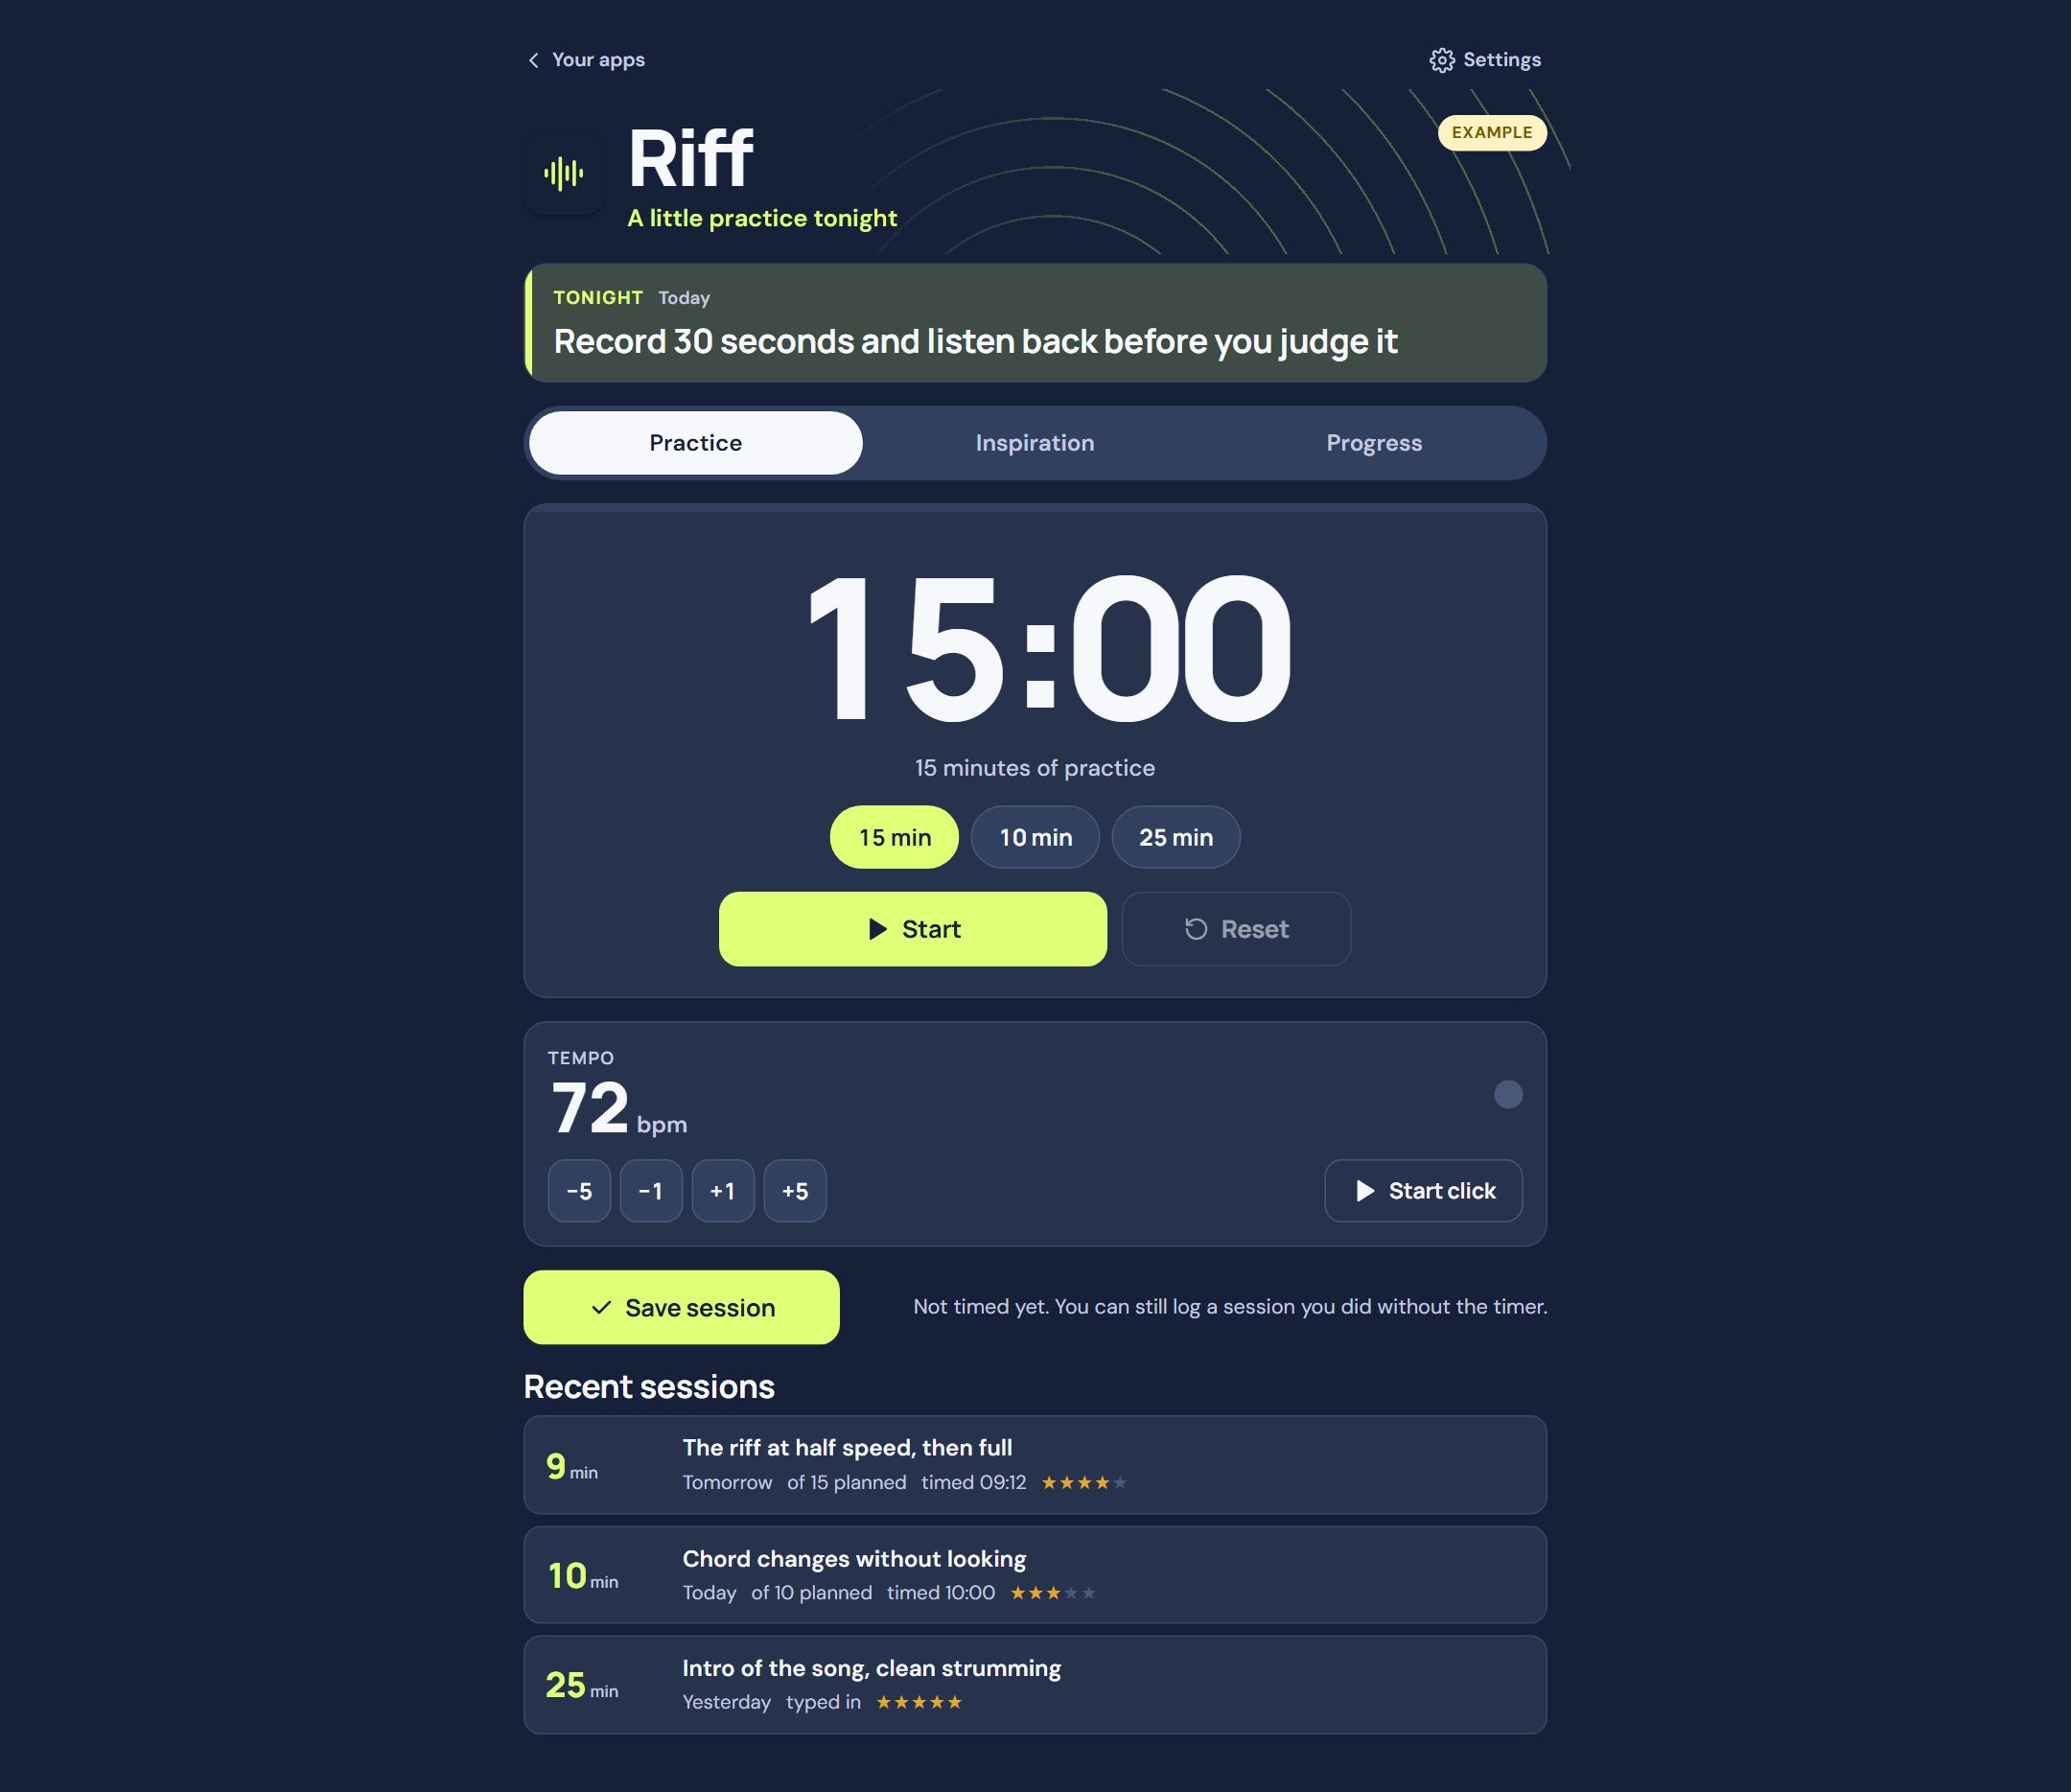 Your apps
Settings
Riff
EXAMPLE
A little practice tonight
TONIGHT Today
Record 30 seconds and listen back before you judge it
Practice Inspiration Progress
15:00
15 minutes of practice
15 min 10 min 25 min
Start Reset
TEMPO
72 bpm
−5 −1 +1 +5 Start click
Save session Not timed yet. You can still log a session you did without the timer.
Recent sessions
9 min The riff at half speed, then full
Tomorrow of 15 planned timed 09:12 ★★★★★
10 min Chord changes without looking
Today of 10 planned timed 10:00 ★★★★★
25 min Intro of the song, clean strumming
Yesterday typed in ★★★★★